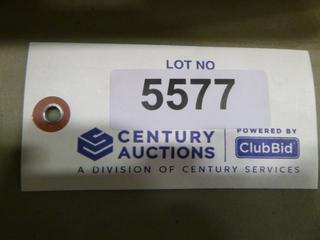 LOT NO
5577
CENTURY AUCTIONS
POWERED BY
ClubBid
A DIVISION OF CENTURY SERVICES